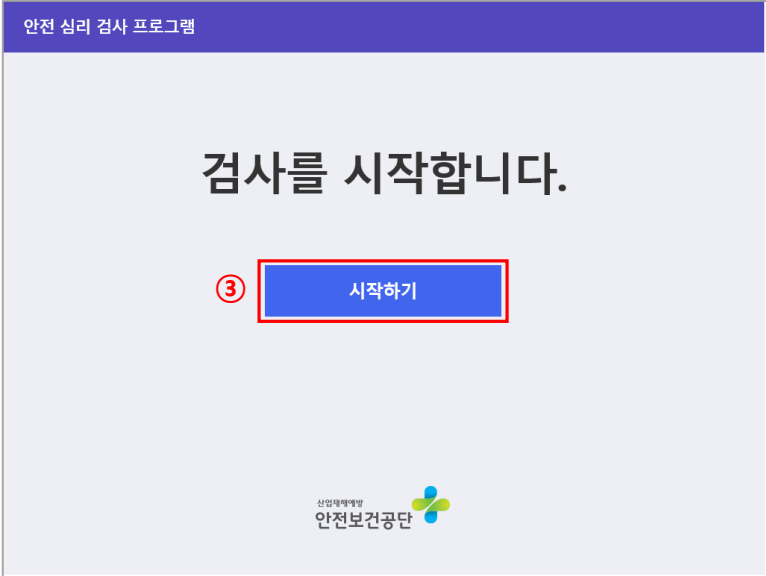 안전 심리 검사 프로그램
검사를 시작합니다.
③ 시작하기
산업재해예방
안전보건공단